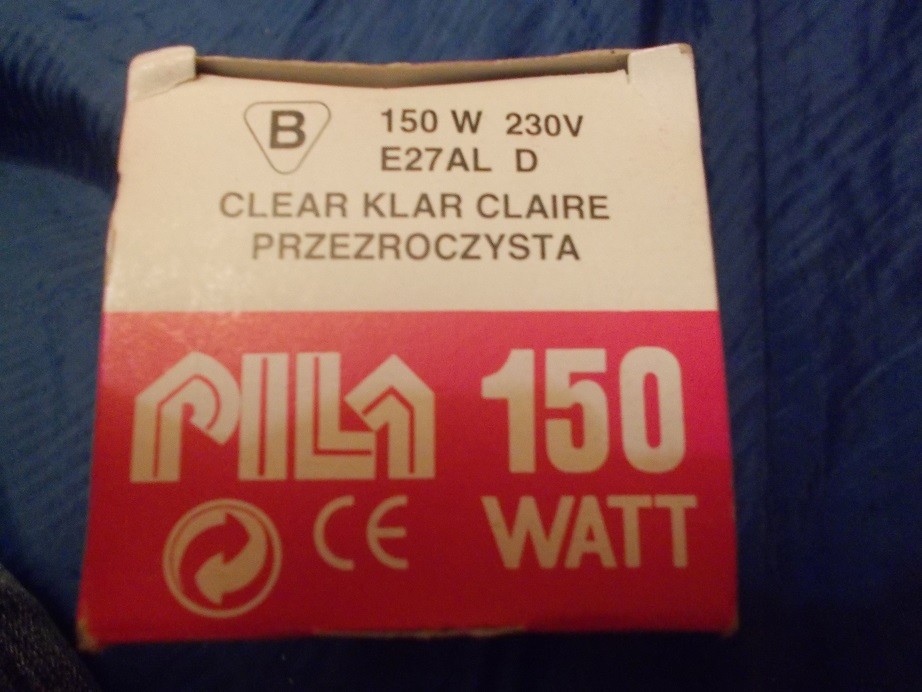 B
150 W 230V
E27AL D
CLEAR KLAR CLAIRE
PRZEZROCZYSTA
PILA 150
CE WATT